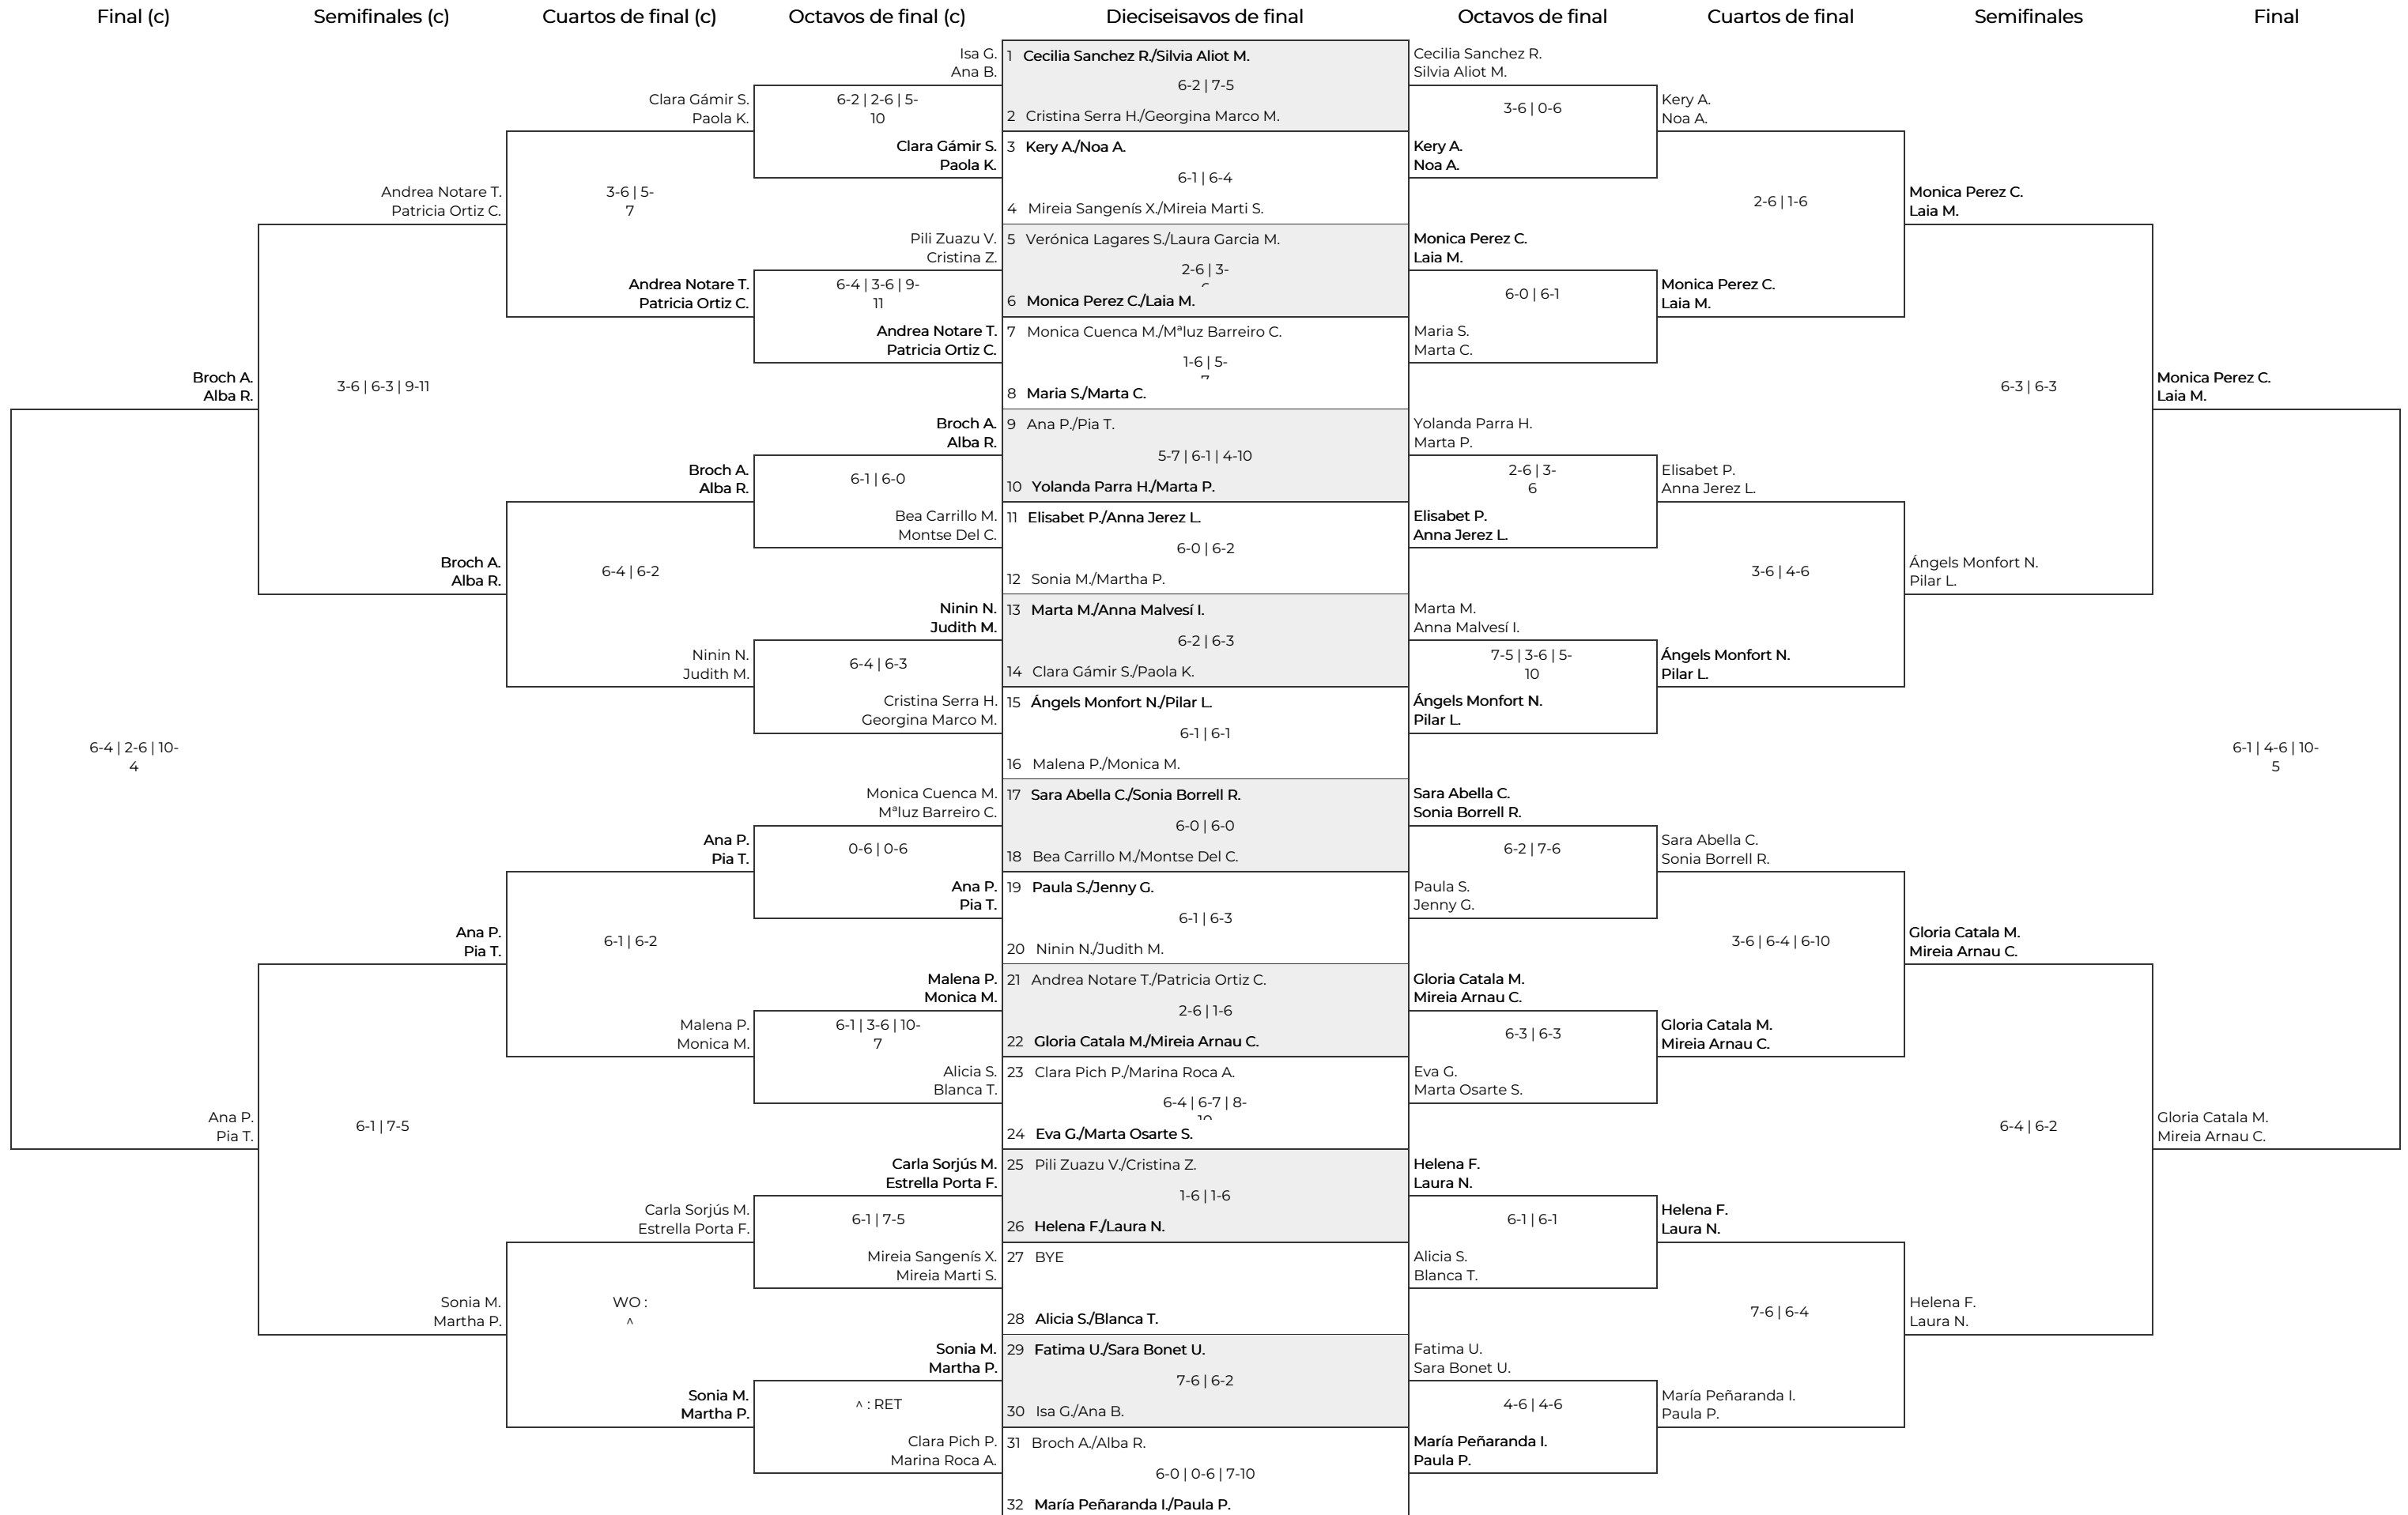 Final (c)
Semifinales (c)
Cuartos de final (c)
Octavos de final (c)
Dieciseisavos de final
Octavos de final
Cuartos de final
Semifinales
Final
Broch A.
Alba R.
6-4 | 2-6 | 10-
4
Ana P.
Pia T.
Andrea Notare T.
Patricia Ortiz C.
3-6 | 6-3 | 9-11
Broch A.
Alba R.
Ana P.
Pia T.
6-1 | 7-5
Sonia M.
Martha P.
Clara Gámir S.
Paola K.
3-6 | 5-
7
Andrea Notare T.
Patricia Ortiz C.
Broch A.
Alba R.
6-4 | 6-2
Ninin N.
Judith M.
Ana P.
Pia T.
6-1 | 6-2
Malena P.
Monica M.
Carla Sorjús M.
Estrella Porta F.
WO :
^
Sonia M.
Martha P.
Isa G.
Ana B.
6-2 | 2-6 | 5-
10
Clara Gámir S.
Paola K.
Pili Zuazu V.
Cristina Z.
6-4 | 3-6 | 9-
11
Andrea Notare T.
Patricia Ortiz C.
Broch A.
Alba R.
6-1 | 6-0
Bea Carrillo M.
Montse Del C.
Ninin N.
Judith M.
6-4 | 6-3
Cristina Serra H.
Georgina Marco M.
Monica Cuenca M.
Mªluz Barreiro C.
0-6 | 0-6
Ana P.
Pia T.
Malena P.
Monica M.
6-1 | 3-6 | 10-
7
Alicia S.
Blanca T.
Carla Sorjús M.
Estrella Porta F.
6-1 | 7-5
Mireia Sangenís X.
Mireia Marti S.
Sonia M.
Martha P.
^ : RET
Clara Pich P.
Marina Roca A.
1 Cecilia Sanchez R./Silvia Aliot M.
6-2 | 7-5
2 Cristina Serra H./Georgina Marco M.
3 Kery A./Noa A.
6-1 | 6-4
4 Mireia Sangenís X./Mireia Marti S.
5 Verónica Lagares S./Laura Garcia M.
2-6 | 3-
6 Monica Perez C./Laia M.
7 Monica Cuenca M./Mªluz Barreiro C.
1-6 | 5-
8 Maria S./Marta C.
9 Ana P./Pia T.
5-7 | 6-1 | 4-10
10 Yolanda Parra H./Marta P.
11 Elisabet P./Anna Jerez L.
6-0 | 6-2
12 Sonia M./Martha P.
13 Marta M./Anna Malvesí I.
6-2 | 6-3
14 Clara Gámir S./Paola K.
15 Ángels Monfort N./Pilar L.
6-1 | 6-1
16 Malena P./Monica M.
17 Sara Abella C./Sonia Borrell R.
6-0 | 6-0
18 Bea Carrillo M./Montse Del C.
19 Paula S./Jenny G.
6-1 | 6-3
20 Ninin N./Judith M.
21 Andrea Notare T./Patricia Ortiz C.
2-6 | 1-6
22 Gloria Catala M./Mireia Arnau C.
23 Clara Pich P./Marina Roca A.
6-4 | 6-7 | 8-
24 Eva G./Marta Osarte S.
25 Pili Zuazu V./Cristina Z.
1-6 | 1-6
26 Helena F./Laura N.
27 BYE
28 Alicia S./Blanca T.
29 Fatima U./Sara Bonet U.
7-6 | 6-2
30 Isa G./Ana B.
31 Broch A./Alba R.
6-0 | 0-6 | 7-10
32 María Peñaranda I./Paula P.
Cecilia Sanchez R.
Silvia Aliot M.
3-6 | 0-6
Kery A.
Noa A.
Monica Perez C.
Laia M.
6-0 | 6-1
Maria S.
Marta C.
Yolanda Parra H.
Marta P.
2-6 | 3-
6
Elisabet P.
Anna Jerez L.
Marta M.
Anna Malvesí I.
7-5 | 3-6 | 5-
10
Ángels Monfort N.
Pilar L.
Sara Abella C.
Sonia Borrell R.
6-2 | 7-6
Paula S.
Jenny G.
Gloria Catala M.
Mireia Arnau C.
6-3 | 6-3
Eva G.
Marta Osarte S.
Helena F.
Laura N.
6-1 | 6-1
Alicia S.
Blanca T.
Fatima U.
Sara Bonet U.
4-6 | 4-6
María Peñaranda I.
Paula P.
Kery A.
Noa A.
2-6 | 1-6
Monica Perez C.
Laia M.
Elisabet P.
Anna Jerez L.
3-6 | 4-6
Ángels Monfort N.
Pilar L.
Sara Abella C.
Sonia Borrell R.
3-6 | 6-4 | 6-10
Gloria Catala M.
Mireia Arnau C.
Helena F.
Laura N.
7-6 | 6-4
María Peñaranda I.
Paula P.
Monica Perez C.
Laia M.
6-3 | 6-3
Ángels Monfort N.
Pilar L.
Gloria Catala M.
Mireia Arnau C.
6-4 | 6-2
Helena F.
Laura N.
Monica Perez C.
Laia M.
6-1 | 4-6 | 10-
5
Gloria Catala M.
Mireia Arnau C.